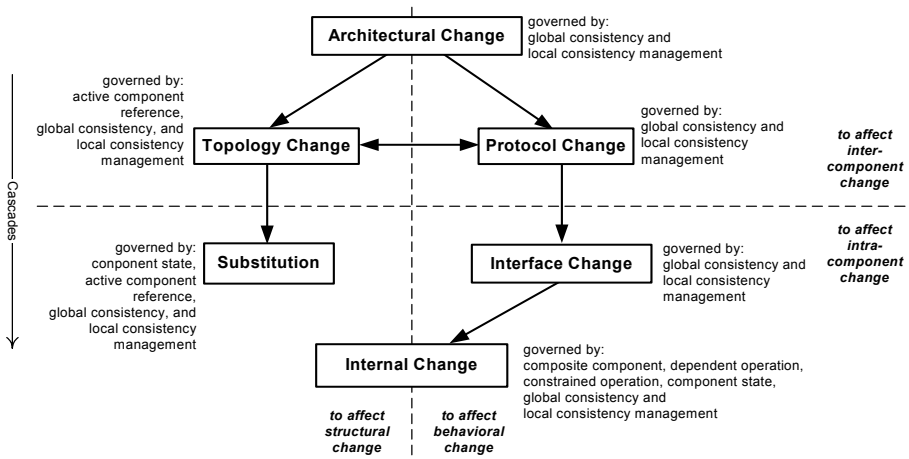 Architectural Change
governed by:
global consistency and
local consistency management
governed by:
active component
reference,
global consistency, and
local consistency
management
Topology Change
Protocol Change
governed by:
global consistency and
local consistency
management
to affect
inter-
component
change
Cascades
governed by:
component state,
active component
reference,
global consistency, and
local consistency
management
Substitution
Interface Change
governed by:
global consistency and
local consistency
management
to affect
intra-
component
change
Internal Change
governed by:
composite component, dependent operation,
constrained operation, component state,
global consistency and
local consistency management
to affect
structural
change
to affect
behavioral
change